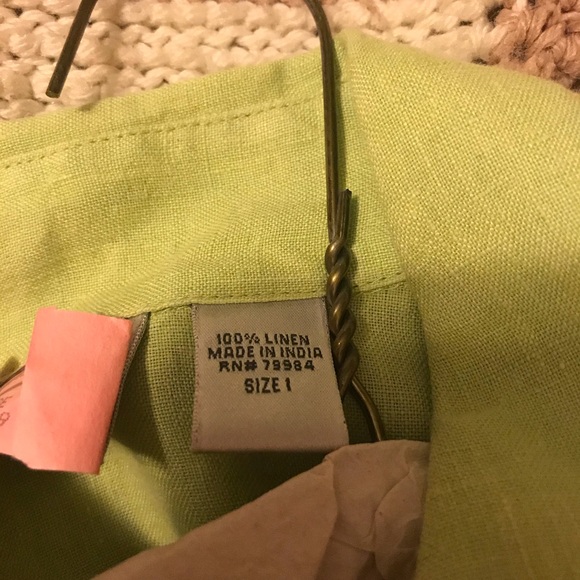 100% LINEN
MADE IN INDIA
RN# 79984
SIZE 1